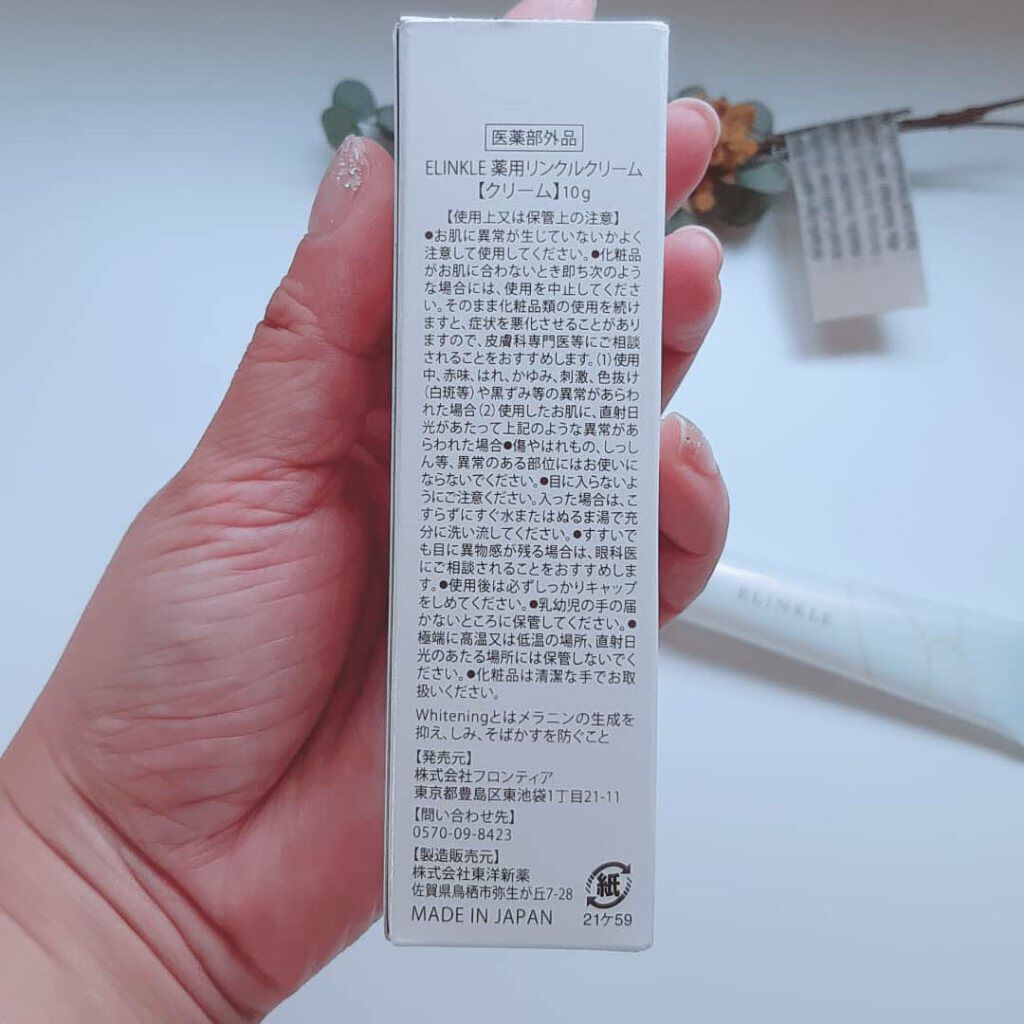 医薬部外品
ELINKLE 薬用リンクルクリーム
【クリーム】10g
【使用上又は保管上の注意】
●お肌に異常が生じていないかよく
注意して使用してください。●化粧品
がお肌に合わないとき即ち次のよう
な場合には、使用を中止してくださ
い。そのまま化粧品類の使用を続け
ますと、症状を悪化させることがあり
ますので、皮膚科専門医等にご相談
されることをおすすめします。(1)使用
中、赤味、はれ、かゆみ、刺激、色抜け
(白斑等)や黒ずみ等の異常があらわ
れた場合(2)使用したお肌に、直射日
光があたって上記のような異常があ
らわれた場合●傷やはれもの、しっし
ん等、異常のある部位にはお使いに
ならないでください。●目に入らないよ
うにご注意ください。入った場合は、こ
すらずにすぐ水またはぬるま湯で充
分に洗い流してください。●すすいで
も目に異物感が残る場合は、眼科医
にご相談されることをおすすめしま
す。●使用後は必ずしっかりキャップ
をしめてください。●乳幼児の手の届
かないところに保管してください。●
極端に高温又は低温の場所、直射日
光のあたる場所には保管しないでく
ださい。●化粧品は清潔な手でお取
扱いください。
Whiteningとはメラニンの生成を
抑え、しみ、そばかすを防ぐこと
【発売元】
株式会社フロンティア
東京都豊島区東池袋1丁目21-11
【問い合わせ先】
0570-09-8423
【製造販売元】
株式会社東洋新薬
佐賀県鳥栖市弥生が丘7-28
MADE IN JAPAN
紙
21ケ59
ELINKLE